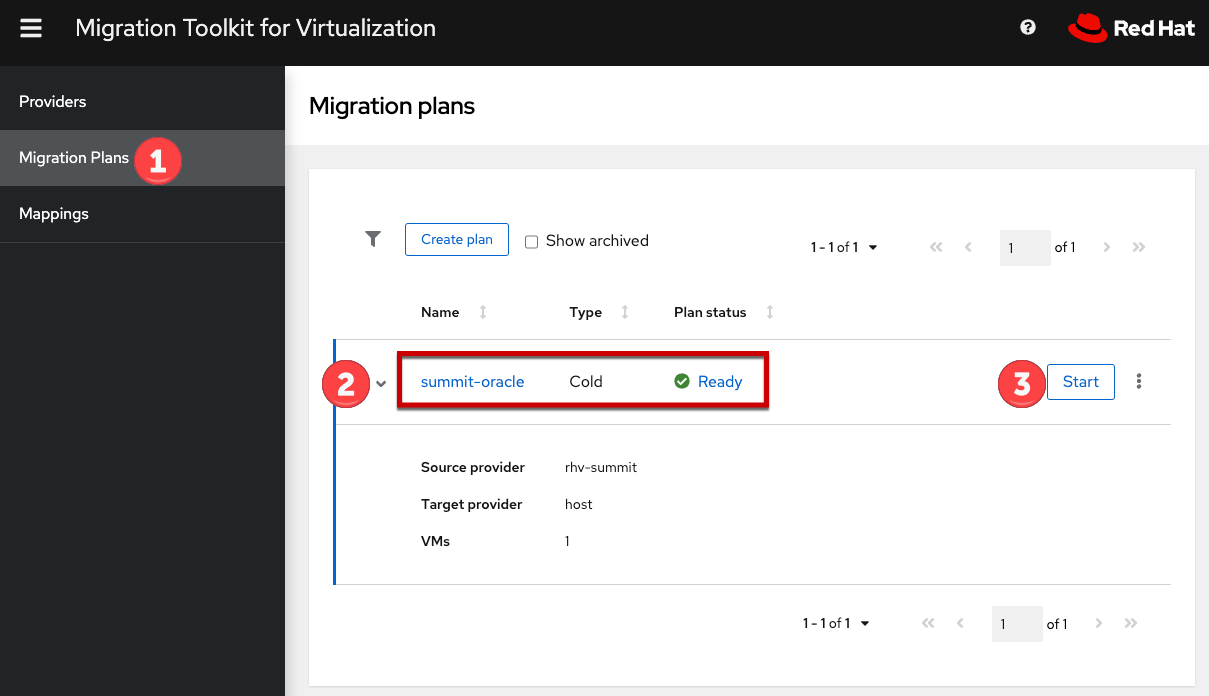 Migration Toolkit for Virtualization
?
Red Hat
Providers
Migration Plans 1
Mappings
Migration plans
Create plan
Show archived
1 - 1 of 1
1 of 1
Name Type Plan status
2 summit-oracle Cold Ready 3 Start
Source provider rhv-summit
Target provider host
VMs 1
1 - 1 of 1
1 of 1